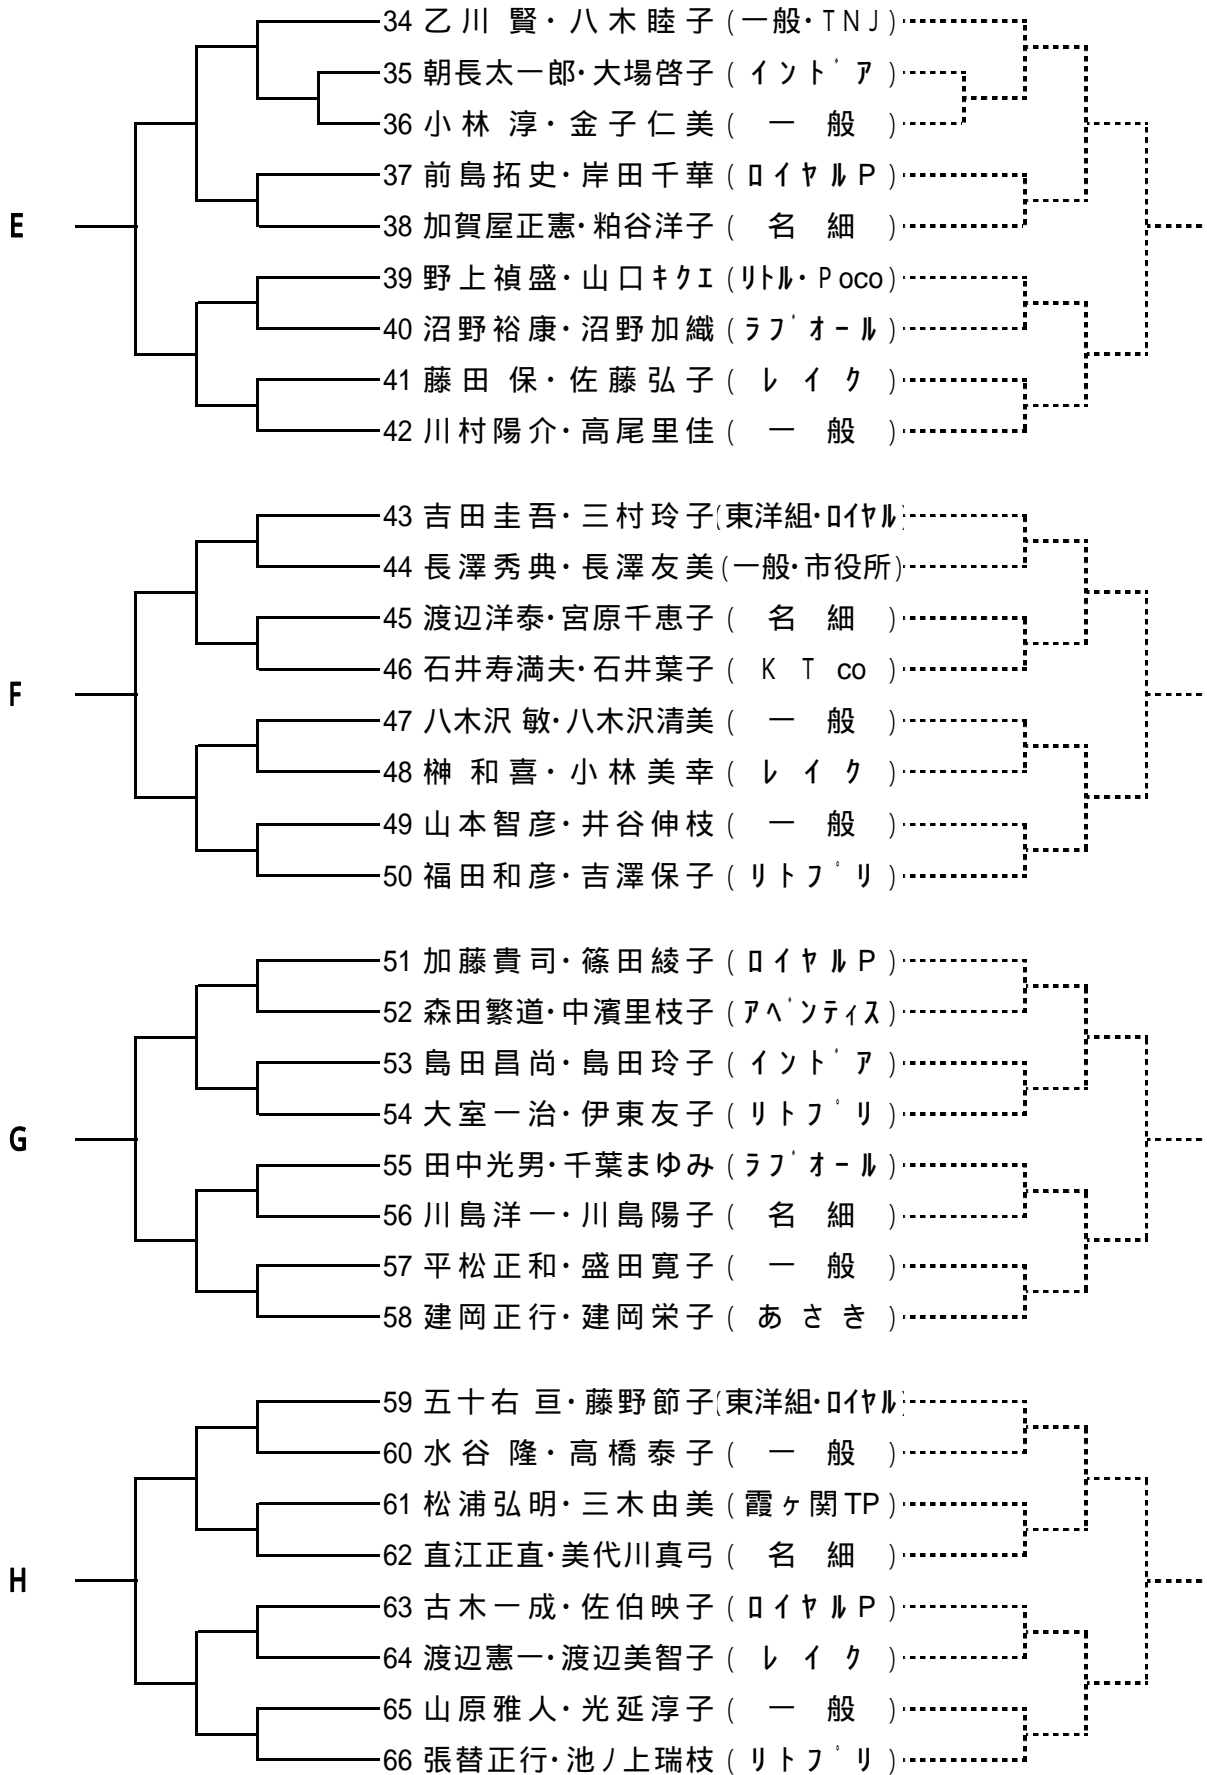 34 乙川 賢・八木睦子 (一般・TNJ)
35 朝長太一郎・大場啓子 (インドア)
36 小林 淳・金子仁美 (一般)
37 前島拓史・岸田千華 (ロイヤルP)
38 加賀屋正憲・粕谷洋子 (名細)
E
39 野上禎盛・山口キクエ (リトル・Poco)
40 沼野裕康・沼野加織 (ラブオール)
41 藤田 保・佐藤弘子 (レイク)
42 川村陽介・高尾里佳 (一般)
43 吉田圭吾・三村玲子 (東洋組・ロイヤル)
44 長澤秀典・長澤友美 (一般・市役所)
45 渡辺洋泰・宮原千恵子 (名細)
46 石井寿満夫・石井葉子 (KTco)
F
47 八木沢 敏・八木沢清美 (一般)
48 榊 和喜・小林美幸 (レイク)
49 山本智彦・井谷伸枝 (一般)
50 福田和彦・吉澤保子 (リトプリ)
51 加藤貴司・篠田綾子 (ロイヤルP)
52 森田繁道・中濱里枝子 (アベンティス)
53 島田昌尚・島田玲子 (インドア)
54 大室一治・伊東友子 (リトプリ)
G
55 田中光男・千葉まゆみ (ラブオール)
56 川島洋一・川島陽子 (名細)
57 平松正和・盛田寛子 (一般)
58 建岡正行・建岡栄子 (あさき)
59 五十右 亘・藤野節子 (東洋組・ロイヤル)
60 水谷 隆・高橋泰子 (一般)
61 松浦弘明・三木由美 (霞ヶ関TP)
62 直江正直・美代川真弓 (名細)
H
63 古木一成・佐伯映子 (ロイヤルP)
64 渡辺憲一・渡辺美智子 (レイク)
65 山原雅人・光延淳子 (一般)
66 張替正行・池ノ上瑞枝 (リトプリ)